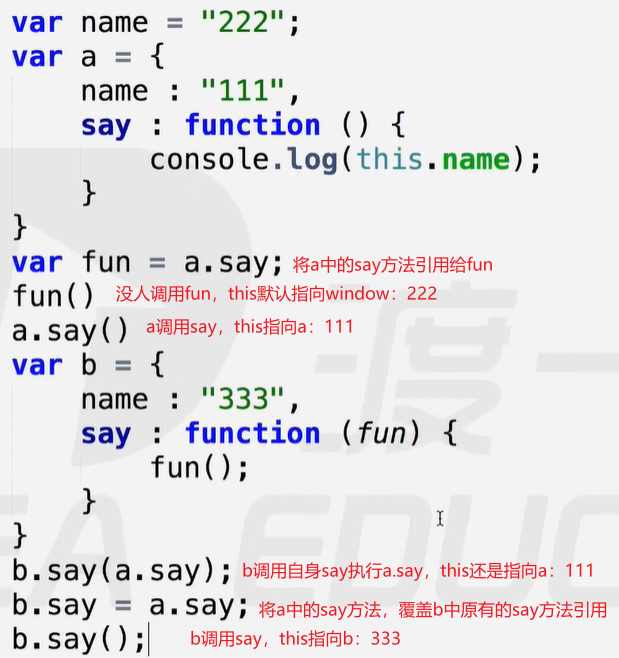 var name = "222";
var a = {
    name : "111",
    say : function () {
        console.log(this.name);
    }
}
var fun = a.say; 将a中的say方法引用给fun
fun() 没人调用fun，this默认指向window：222
a.say() a调用say，this指向a：111
var b = {
    name : "333",
    say : function (fun) {
        fun();
    }
}
b.say(a.say); b调用自身say执行a.say，this还是指向a：111
b.say = a.say; 将a中的say方法，覆盖b中原有的say方法引用
b.say(); b调用say，this指向b：333
渡一
EA EDUC